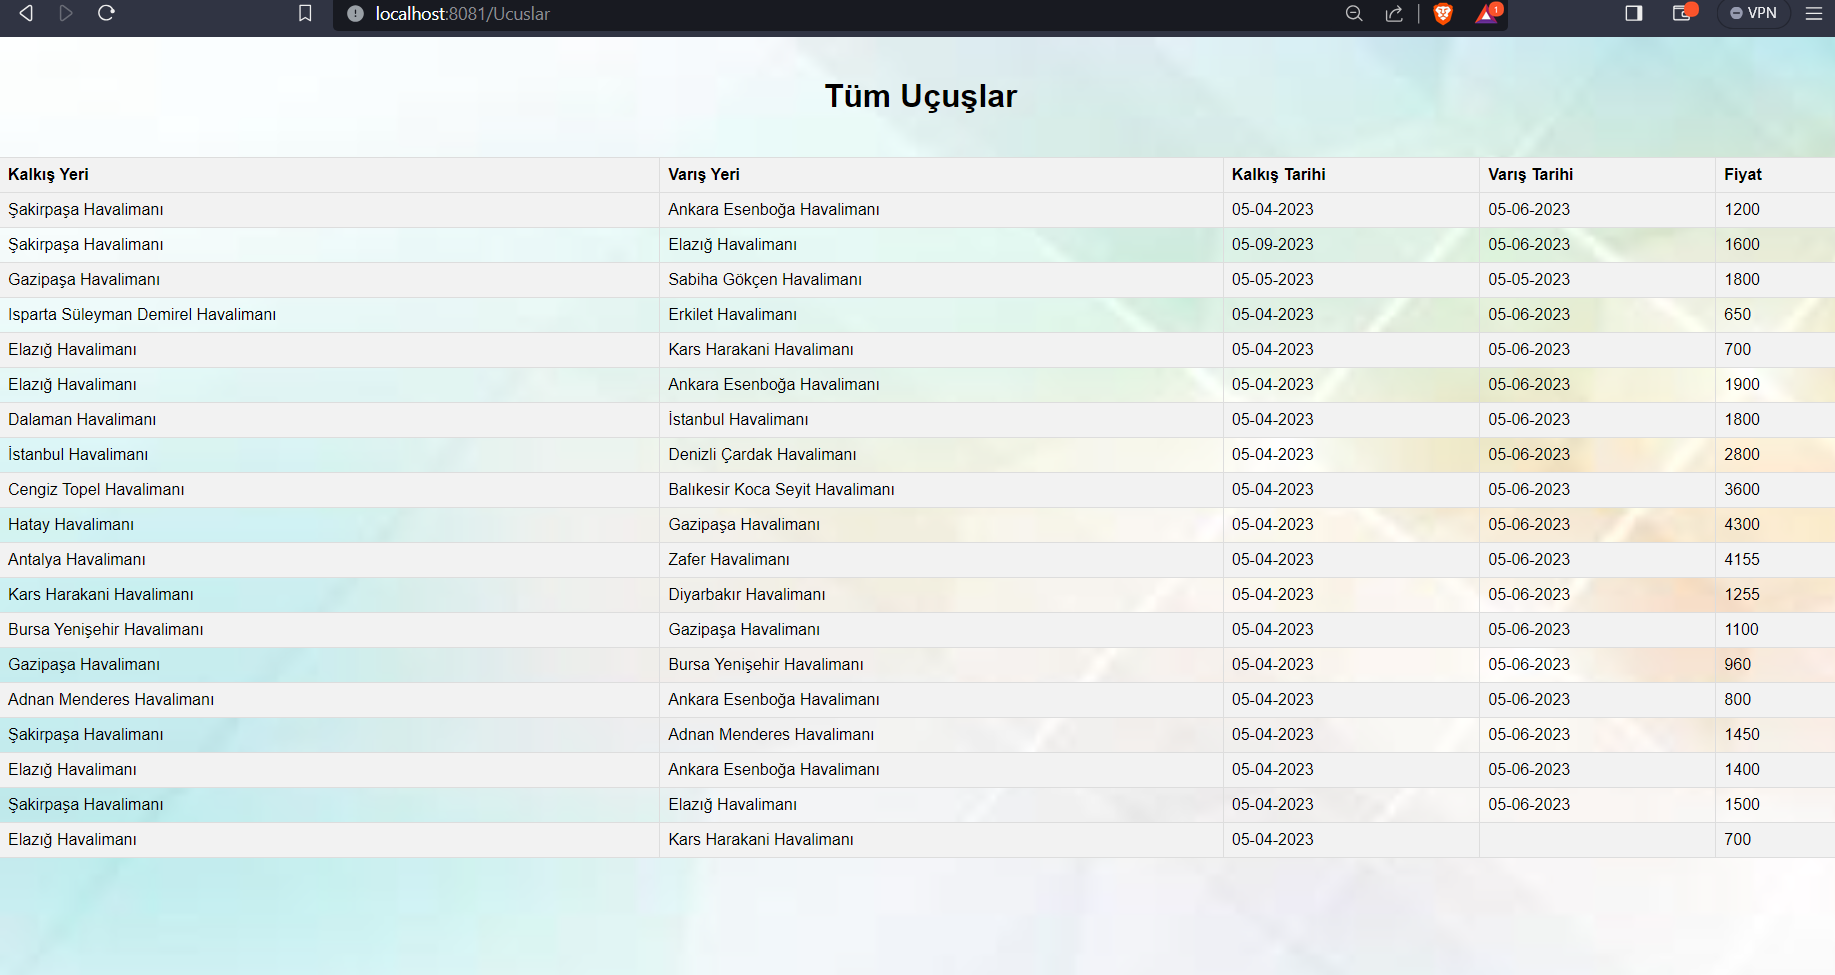 localhost:8081/Ucuslar
1
VPN
Tüm Uçuşlar
Kalkış Yeri Varış Yeri Kalkış Tarihi Varış Tarihi Fiyat
Şakirpaşa Havalimanı Ankara Esenboğa Havalimanı 05-04-2023 05-06-2023 1200
Şakirpaşa Havalimanı Elazığ Havalimanı 05-09-2023 05-06-2023 1600
Gazipaşa Havalimanı Sabiha Gökçen Havalimanı 05-05-2023 05-05-2023 1800
Isparta Süleyman Demirel Havalimanı Erkilet Havalimanı 05-04-2023 05-06-2023 650
Elazığ Havalimanı Kars Harakani Havalimanı 05-04-2023 05-06-2023 700
Elazığ Havalimanı Ankara Esenboğa Havalimanı 05-04-2023 05-06-2023 1900
Dalaman Havalimanı İstanbul Havalimanı 05-04-2023 05-06-2023 1800
İstanbul Havalimanı Denizli Çardak Havalimanı 05-04-2023 05-06-2023 2800
Cengiz Topel Havalimanı Balıkesir Koca Seyit Havalimanı 05-04-2023 05-06-2023 3600
Hatay Havalimanı Gazipaşa Havalimanı 05-04-2023 05-06-2023 4300
Antalya Havalimanı Zafer Havalimanı 05-04-2023 05-06-2023 4155
Kars Harakani Havalimanı Diyarbakır Havalimanı 05-04-2023 05-06-2023 1255
Bursa Yenişehir Havalimanı Gazipaşa Havalimanı 05-04-2023 05-06-2023 1100
Gazipaşa Havalimanı Bursa Yenişehir Havalimanı 05-04-2023 05-06-2023 960
Adnan Menderes Havalimanı Ankara Esenboğa Havalimanı 05-04-2023 05-06-2023 800
Şakirpaşa Havalimanı Adnan Menderes Havalimanı 05-04-2023 05-06-2023 1450
Elazığ Havalimanı Ankara Esenboğa Havalimanı 05-04-2023 05-06-2023 1400
Şakirpaşa Havalimanı Elazığ Havalimanı 05-04-2023 05-06-2023 1500
Elazığ Havalimanı Kars Harakani Havalimanı 05-04-2023 700